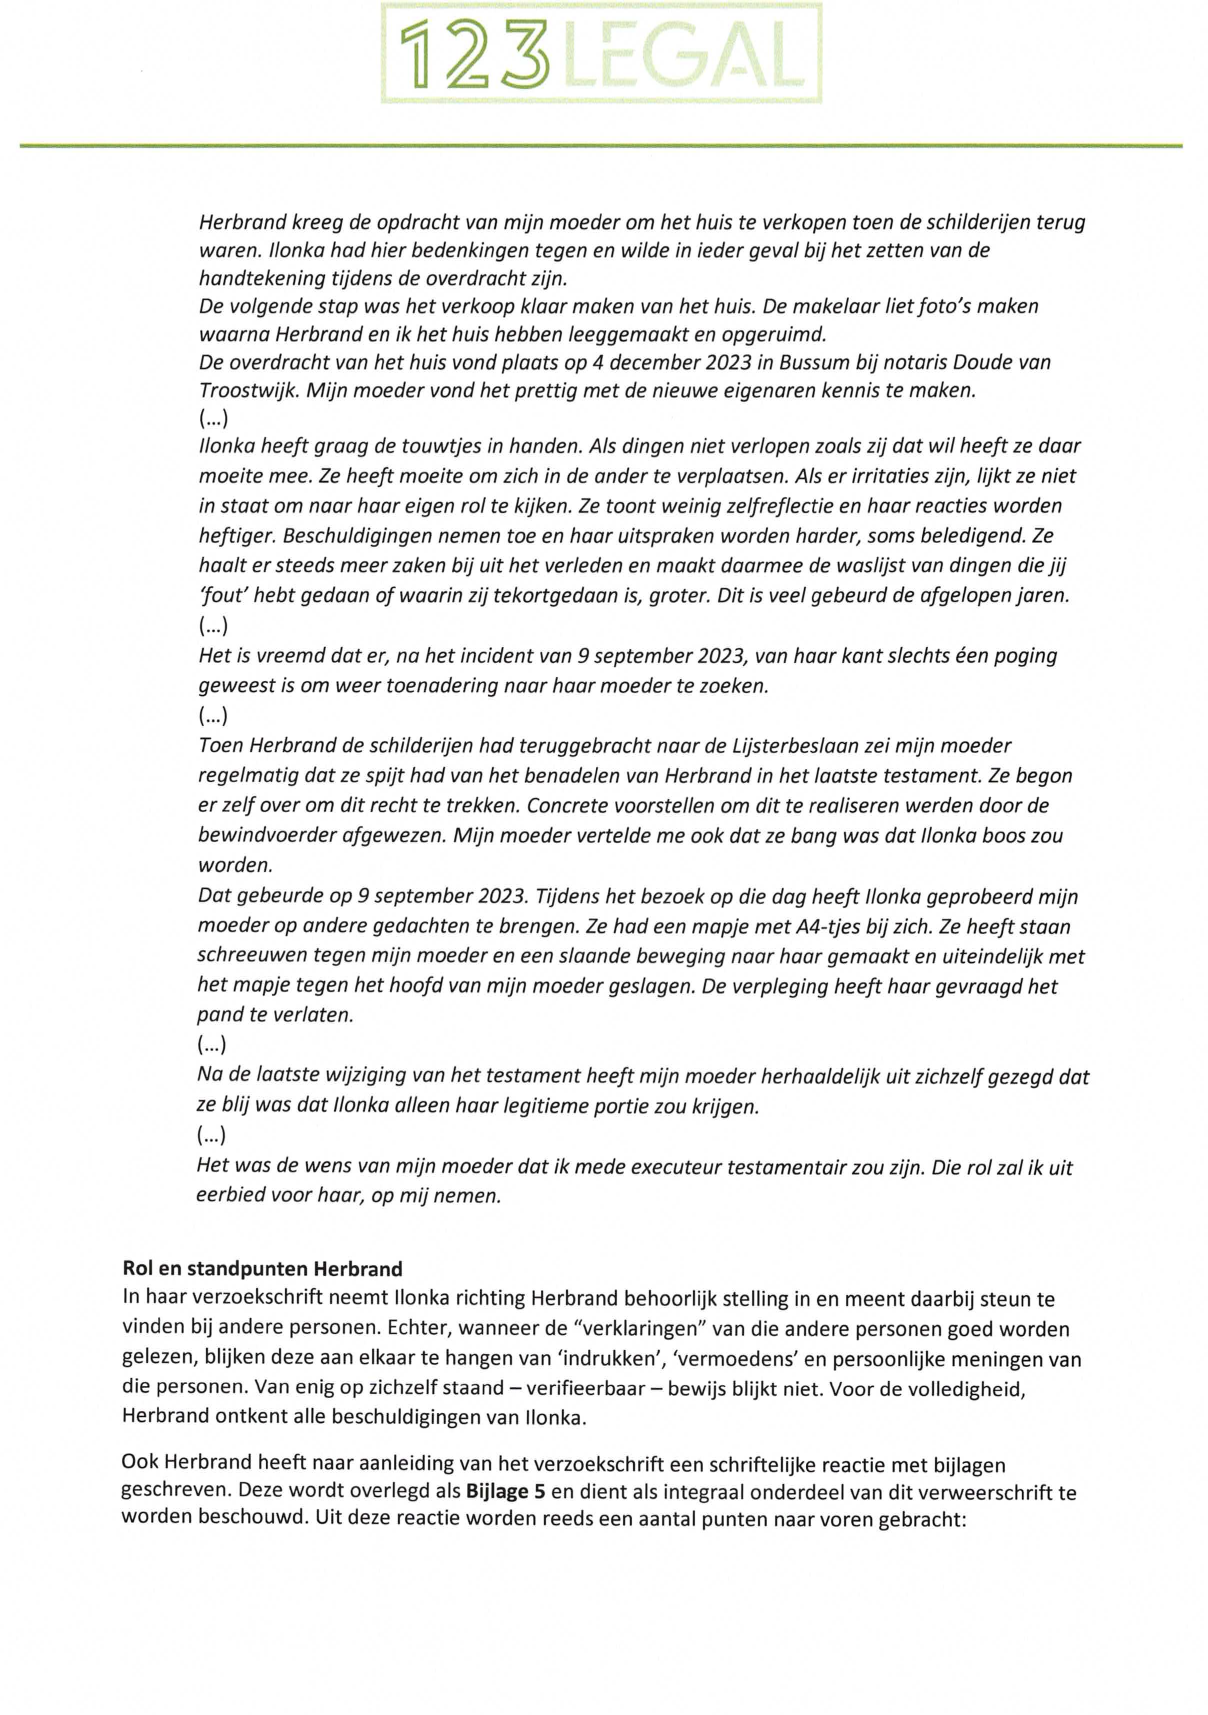 123LEGAL
Herbrand kreeg de opdracht van mijn moeder om het huis te verkopen toen de schilderijen terug
waren. Ilonka had hier bedenkingen tegen en wilde in ieder geval bij het zetten van de
handtekening tijdens de overdracht zijn.
De volgende stap was het verkoop klaar maken van het huis. De makelaar liet foto's maken
waarna Herbrand en ik het huis hebben leeggemaakt en opgeruimd.
De overdracht van het huis vond plaats op 4 december 2023 in Bussum bij notaris Doude van
Troostwijk. Mijn moeder vond het prettig met de nieuwe eigenaren kennis te maken.
(...)
Ilonka heeft graag de touwtjes in handen. Als dingen niet verlopen zoals zij dat wil heeft ze daar
moeite mee. Ze heeft moeite om zich in de ander te verplaatsen. Als er irritaties zijn, lijkt ze niet
in staat om naar haar eigen rol te kijken. Ze toont weinig zelfreflectie en haar reacties worden
heftiger. Beschuldigingen nemen toe en haar uitspraken worden harder, soms beledigend. Ze
haalt er steeds meer zaken bij uit het verleden en maakt daarmee de waslijst van dingen die jij
'fout' hebt gedaan of waarin zij tekortgedaan is, groter. Dit is veel gebeurd de afgelopen jaren.
(...)
Het is vreemd dat er, na het incident van 9 september 2023, van haar kant slechts éen poging
geweest is om weer toenadering naar haar moeder te zoeken.
(...)
Toen Herbrand de schilderijen had teruggebracht naar de Lijsterbeslaan zei mijn moeder
regelmatig dat ze spijt had van het benadelen van Herbrand in het laatste testament. Ze begon
er zelf over om dit recht te trekken. Concrete voorstellen om dit te realiseren werden door de
bewindvoerder afgewezen. Mijn moeder vertelde me ook dat ze bang was dat Ilonka boos zou
worden.
Dat gebeurde op 9 september 2023. Tijdens het bezoek op die dag heeft Ilonka geprobeerd mijn
moeder op andere gedachten te brengen. Ze had een mapje met A4-tjes bij zich. Ze heeft staan
schreeuwen tegen mijn moeder en een slaande beweging naar haar gemaakt en uiteindelijk met
het mapje tegen het hoofd van mijn moeder geslagen. De verpleging heeft haar gevraagd het
pand te verlaten.
(...)
Na de laatste wijziging van het testament heeft mijn moeder herhaaldelijk uit zichzelf gezegd dat
ze blij was dat Ilonka alleen haar legitieme portie zou krijgen.
(...)
Het was de wens van mijn moeder dat ik mede executeur testamentair zou zijn. Die rol zal ik uit
eerbied voor haar, op mij nemen.
Rol en standpunten Herbrand
In haar verzoekschrift neemt Ilonka richting Herbrand behoorlijk stelling in en meent daarbij steun te
vinden bij andere personen. Echter, wanneer de "verklaringen" van die andere personen goed worden
gelezen, blijken deze aan elkaar te hangen van 'indrukken', 'vermoedens' en persoonlijke meningen van
die personen. Van enig op zichzelf staand – verifieerbaar – bewijs blijkt niet. Voor de volledigheid,
Herbrand ontkent alle beschuldigingen van Ilonka.
Ook Herbrand heeft naar aanleiding van het verzoekschrift een schriftelijke reactie met bijlagen
geschreven. Deze wordt overlegd als Bijlage 5 en dient als integraal onderdeel van dit verweerschrift te
worden beschouwd. Uit deze reactie worden reeds een aantal punten naar voren gebracht: